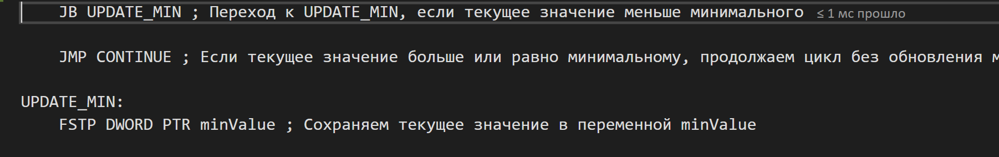 JB UPDATE_MIN ; Переход к UPDATE_MIN, если текущее значение меньше минимального ≤ 1 мс прошло
JMP CONTINUE ; Если текущее значение больше или равно минимальному, продолжаем цикл без обновления
UPDATE_MIN:
FSTP DWORD PTR minValue ; Сохраняем текущее значение в переменной minValue